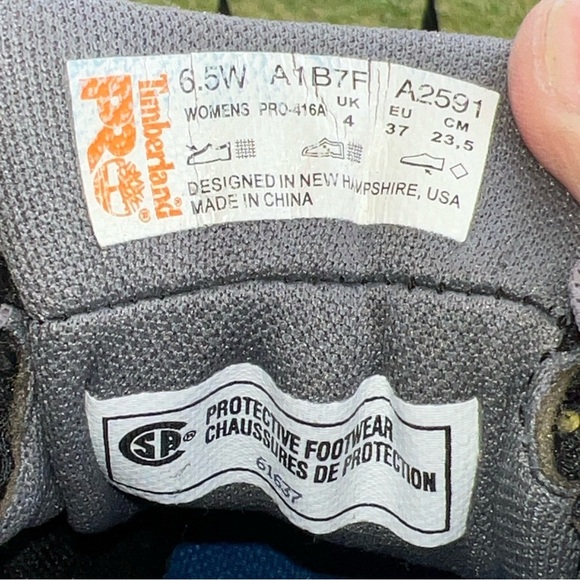 Timberland
PRO ®
6.5W A1B7F A2591
WOMENS PRO-416A UK EU CM
4 37 23,5
DESIGNED IN NEW HAMPSHIRE, USA
MADE IN CHINA
CSA ® PROTECTIVE FOOTWEAR
CHAUSSURES DE PROTECTION
61637